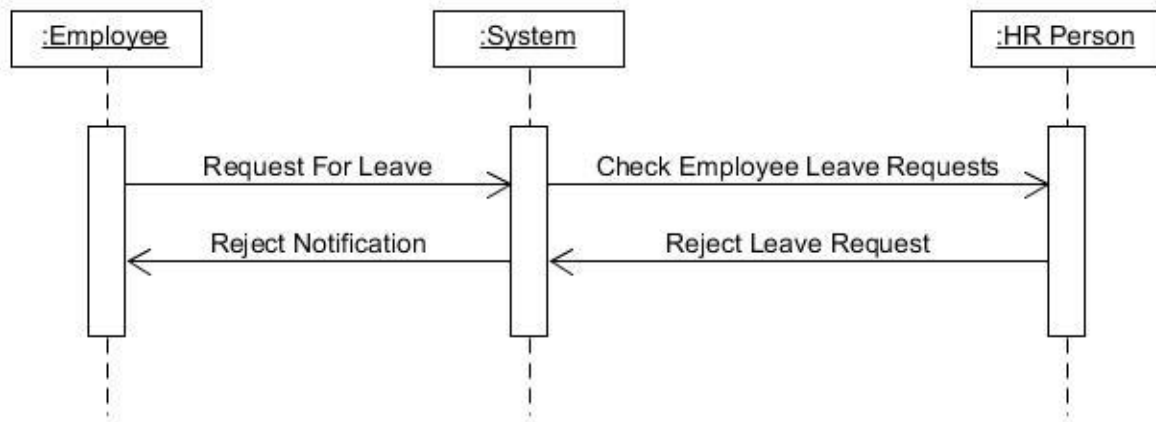 :Employee
:System
:HR Person
Request For Leave
Check Employee Leave Requests
Reject Notification
Reject Leave Request